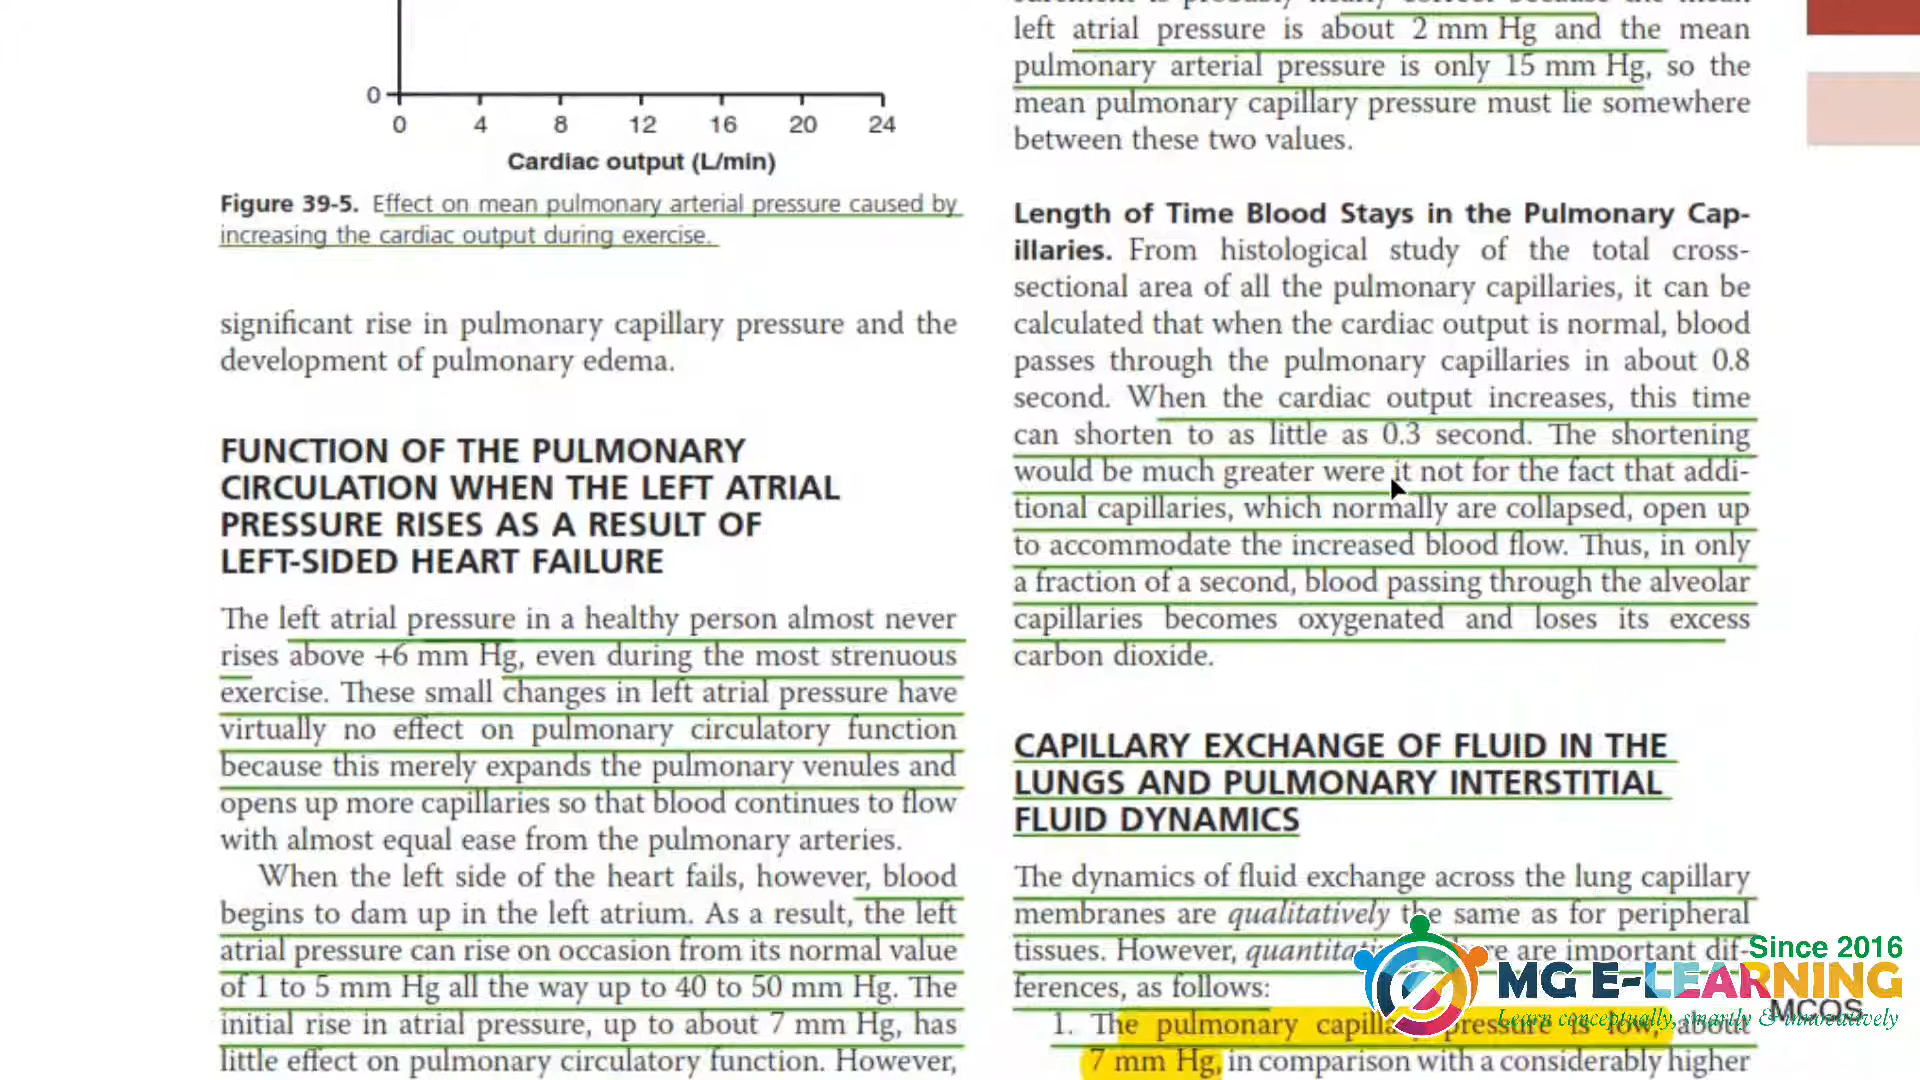 0
0 4 8 12 16 20 24
Cardiac output (L/min)
Figure 39-5. Effect on mean pulmonary arterial pressure caused by
increasing the cardiac output during exercise.
significant rise in pulmonary capillary pressure and the
development of pulmonary edema.
FUNCTION OF THE PULMONARY
CIRCULATION WHEN THE LEFT ATRIAL
PRESSURE RISES AS A RESULT OF
LEFT-SIDED HEART FAILURE
The left atrial pressure in a healthy person almost never
rises above +6 mm Hg, even during the most strenuous
exercise. These small changes in left atrial pressure have
virtually no effect on pulmonary circulatory function
because this merely expands the pulmonary venules and
opens up more capillaries so that blood continues to flow
with almost equal ease from the pulmonary arteries.
When the left side of the heart fails, however, blood
begins to dam up in the left atrium. As a result, the left
atrial pressure can rise on occasion from its normal value
of 1 to 5 mm Hg all the way up to 40 to 50 mm Hg. The
initial rise in atrial pressure, up to about 7 mm Hg, has
little effect on pulmonary circulatory function. However,
left atrial pressure is about 2 mm Hg and the mean
pulmonary arterial pressure is only 15 mm Hg, so the
mean pulmonary capillary pressure must lie somewhere
between these two values.
Length of Time Blood Stays in the Pulmonary Cap-
illaries. From histological study of the total cross-
sectional area of all the pulmonary capillaries, it can be
calculated that when the cardiac output is normal, blood
passes through the pulmonary capillaries in about 0.8
second. When the cardiac output increases, this time
can shorten to as little as 0.3 second. The shortening
would be much greater were it not for the fact that addi-
tional capillaries, which normally are collapsed, open up
to accommodate the increased blood flow. Thus, in only
a fraction of a second, blood passing through the alveolar
capillaries becomes oxygenated and loses its excess
carbon dioxide.
CAPILLARY EXCHANGE OF FLUID IN THE
LUNGS AND PULMONARY INTERSTITIAL
FLUID DYNAMICS
The dynamics of fluid exchange across the lung capillary
membranes are qualitatively the same as for peripheral
tissues. However, are important dif-
ferences, as follows:
1. The pulmonary pressure is low, about
7 mm Hg, in comparison with a considerably higher
Since 2016
MG E-LEARNING
MCQS
Learn conceptually, smartly & innovatively